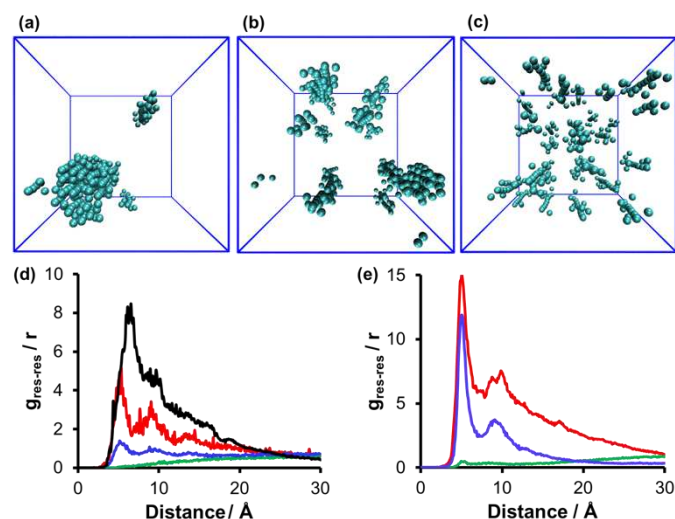 (a) (b) (c)
(d) (e)
10
8
6
4
2
0
g res-res / r
0 10 20 30
Distance / Å
15
10
5
0
g res-res / r
0 10 20 30
Distance / Å